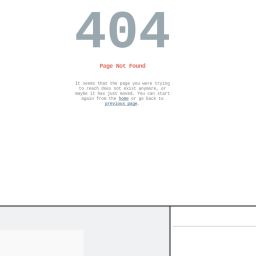 404
Page Not Found
It seems that the page you were trying
to reach does not exist anymore, or
maybe it has just moved. You can start
again from the home or go back to
previous page.